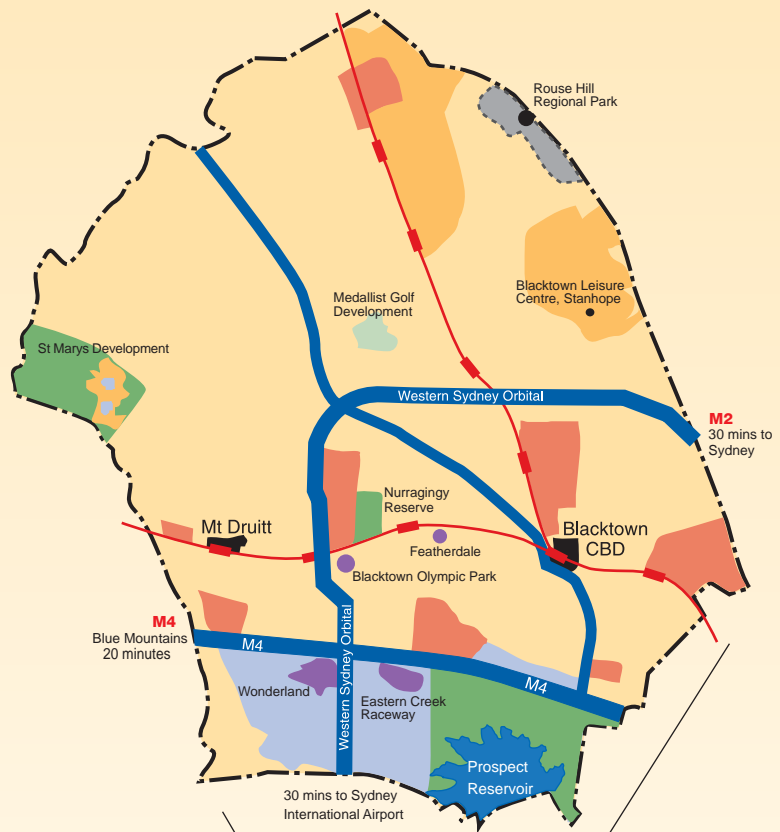 Rouse Hill
Regional Park
Blacktown Leisure
Centre, Stanhope
Medallist Golf
Development
St Marys Development
Western Sydney Orbital
M2
30 mins to
Sydney
Nurragingy
Reserve
Mt Druitt
Featherdale
Blacktown
CBD
Blacktown Olympic Park
M4
Blue Mountains
20 minutes
M4
Western Sydney Orbital
M4
Wonderland
Eastern Creek
Raceway
Prospect
Reservoir
30 mins to Sydney
International Airport